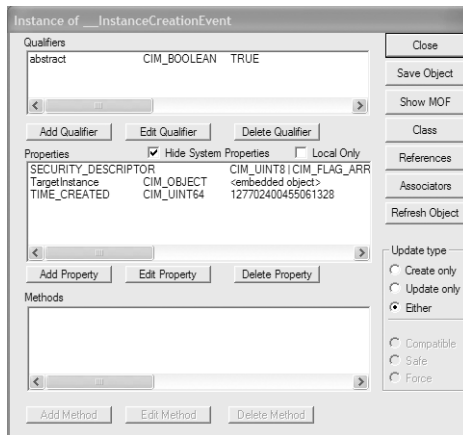 Instance of __InstanceCreationEvent
Qualifiers
abstract CIM_BOOLEAN TRUE
Add Qualifier Edit Qualifier Delete Qualifier
Properties Hide System Properties Local Only
SECURITY_DESCRIPTOR CIM_UINT8 | CIM_FLAG_ARR
TargetInstance CIM_OBJECT <embedded object>
TIME_CREATED CIM_UINT64 127702400455061328
Add Property Edit Property Delete Property
Methods
Add Method Edit Method Delete Method
Close
Save Object
Show MOF
Class
References
Associators
Refresh Object
Update type
Create only
Update only
Either
Compatible
Safe
Force